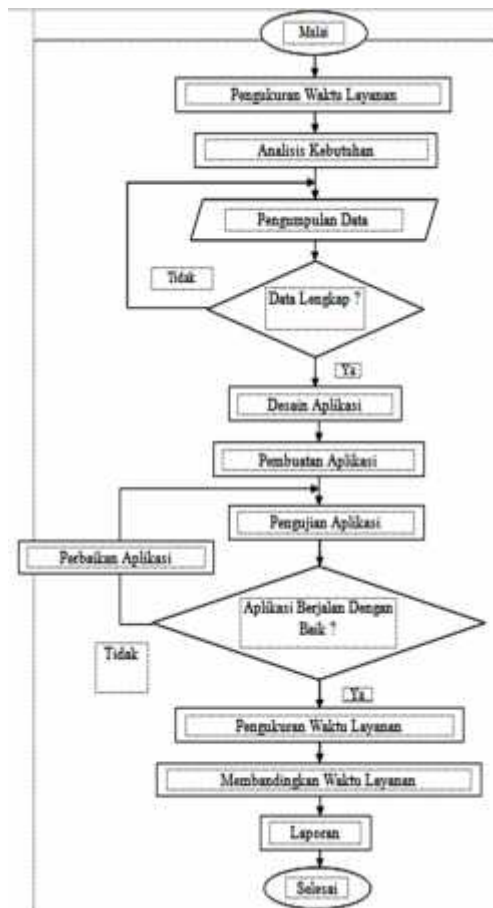 Mulai
Pengukuran Waktu Layanan
Analisis Kebutuhan
Pengumpulan Data
Tidak
Data Lengkap ?
Ya
Desain Aplikasi
Pembuatan Aplikasi
Pengujian Aplikasi
Perbaikan Aplikasi
Aplikasi Berjalan Dengan
Baik ?
Tidak
Ya
Pengukuran Waktu Layanan
Membandingkan Waktu Layanan
Laporan
Selesai